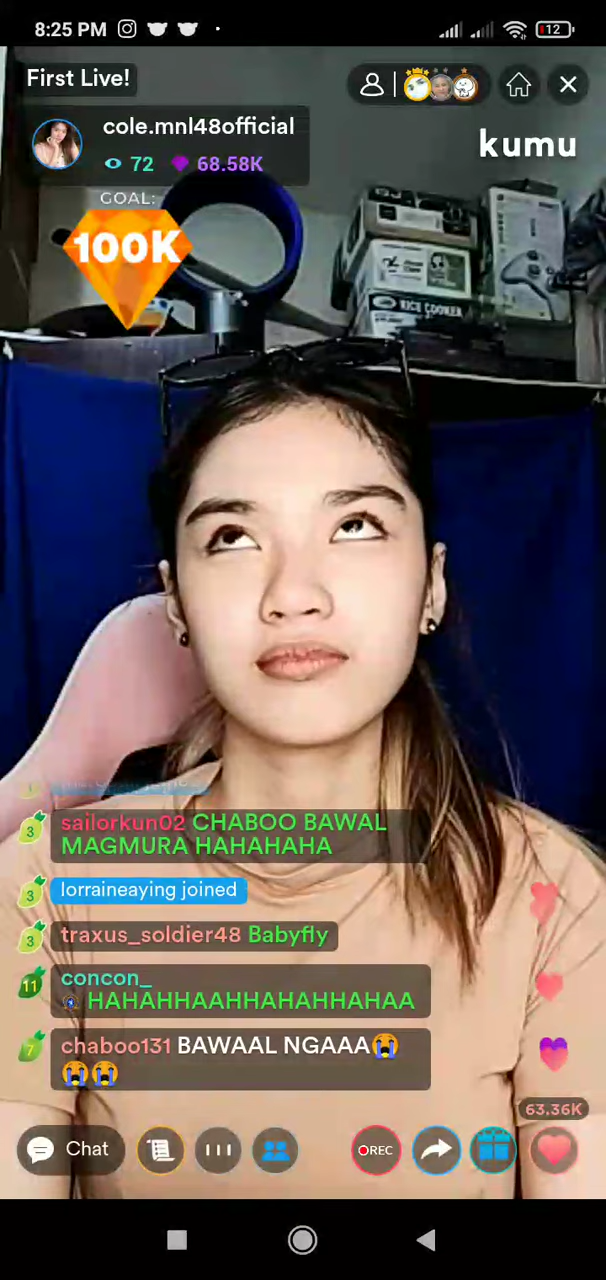 8:25 PM
12
First Live!
cole.mnl48official
72 68.58K
kumu
GOAL:
100K
RICE COOKER
3 sailorkun02 CHABOO BAWAL
MAGMURA HAHAHAHA
3 lorraineaying joined
3 traxus_soldier48 Babyfly
11 concon_
HAHAHHAAHHAHAHHAHAA
7 chaboo131 BAWAAL NGAAA😭
😭😭
63.36K
Chat
REC